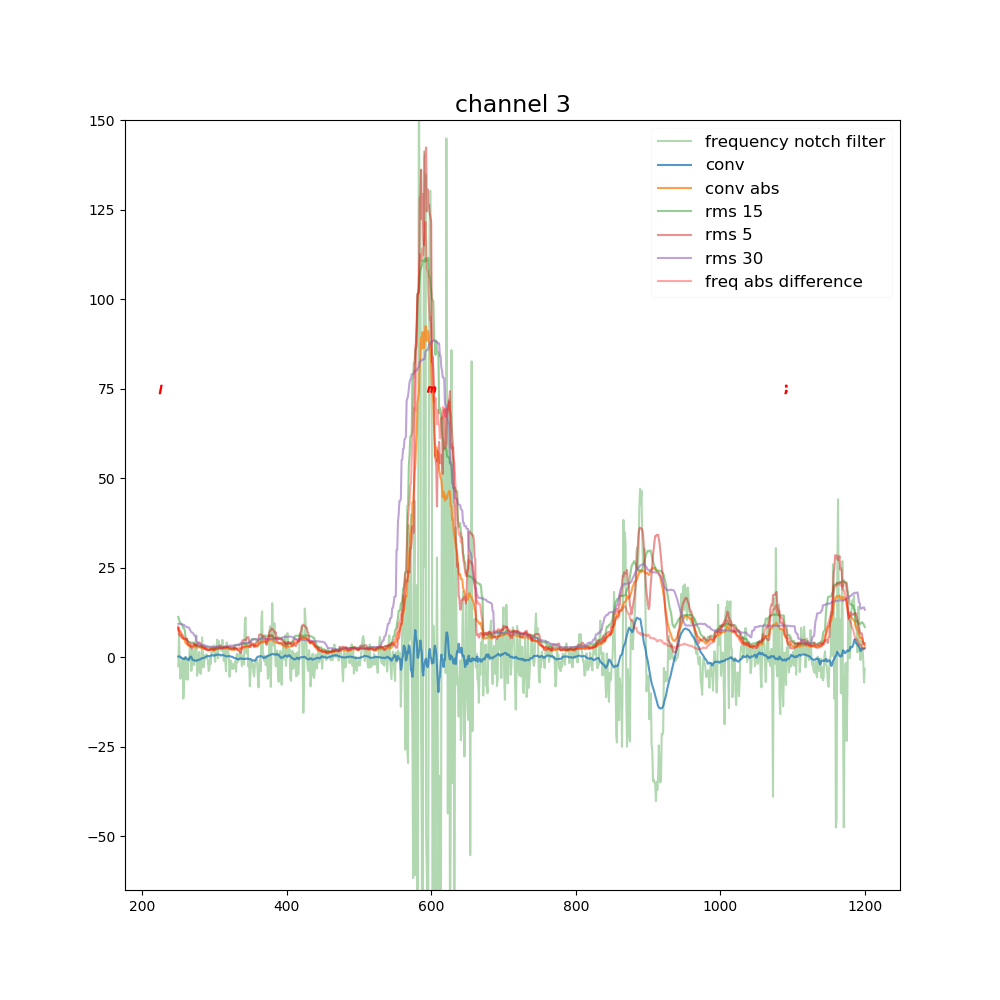 channel 3
150
125
100
75
50
25
0
−25
−50
200
400
600
800
1000
1200
frequency notch filter
conv
conv abs
rms 15
rms 5
rms 30
freq abs difference
m
;